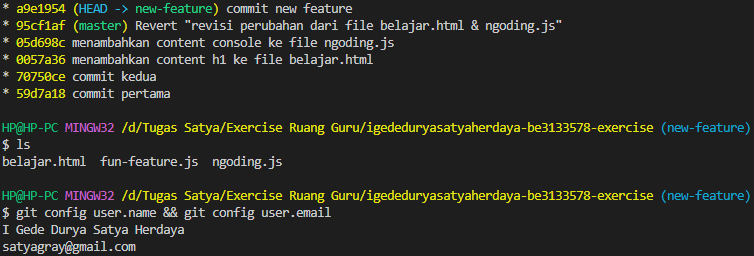 * a9e1954 (HEAD -> new-feature) commit new feature
* 95cf1af (master) Revert "revisi perubahan dari file belajar.html & ngoding.js"
* 05d698c menambahkan content console ke file ngoding.js
* 0057a36 menambahkan content h1 ke file belajar.html
* 70750ce commit kedua
* 59d7a18 commit pertama
HP@HP-PC MINGW32 /d/Tugas Satya/Exercise Ruang Guru/igededuryasatyaherdaya-be3133578-exercise (new-feature)
$ ls
belajar.html  fun-feature.js  ngoding.js
HP@HP-PC MINGW32 /d/Tugas Satya/Exercise Ruang Guru/igededuryasatyaherdaya-be3133578-exercise (new-feature)
$ git config user.name && git config user.email
I Gede Durya Satya Herdaya
satyagray@gmail.com